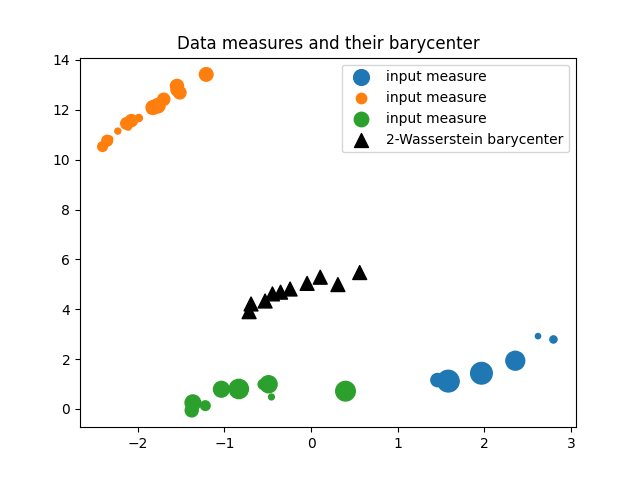 Data measures and their barycenter
14
12
10
8
6
4
2
0
input measure
input measure
input measure
2-Wasserstein barycenter
−2
−1
0
1
2
3